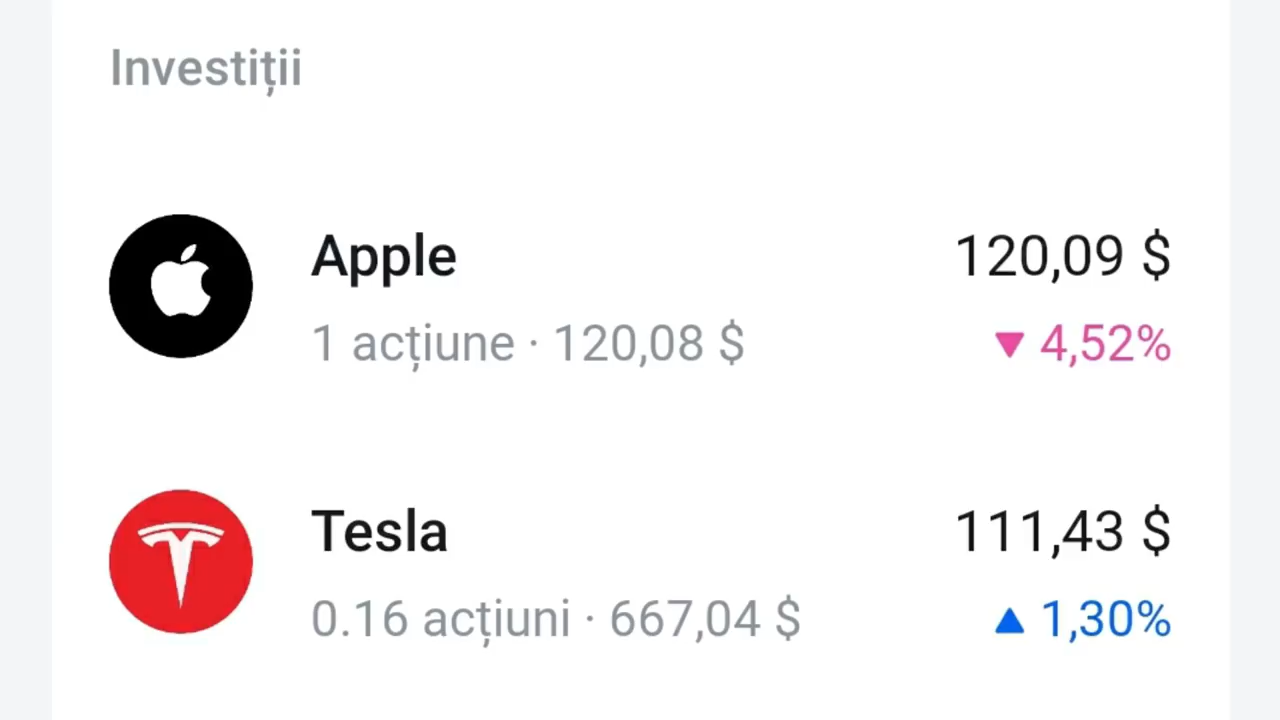 Investiții
Apple
120,09 $
1 acțiune · 120,08 $
▼ 4,52%
Tesla
111,43 $
0.16 acțiuni · 667,04 $
▲ 1,30%